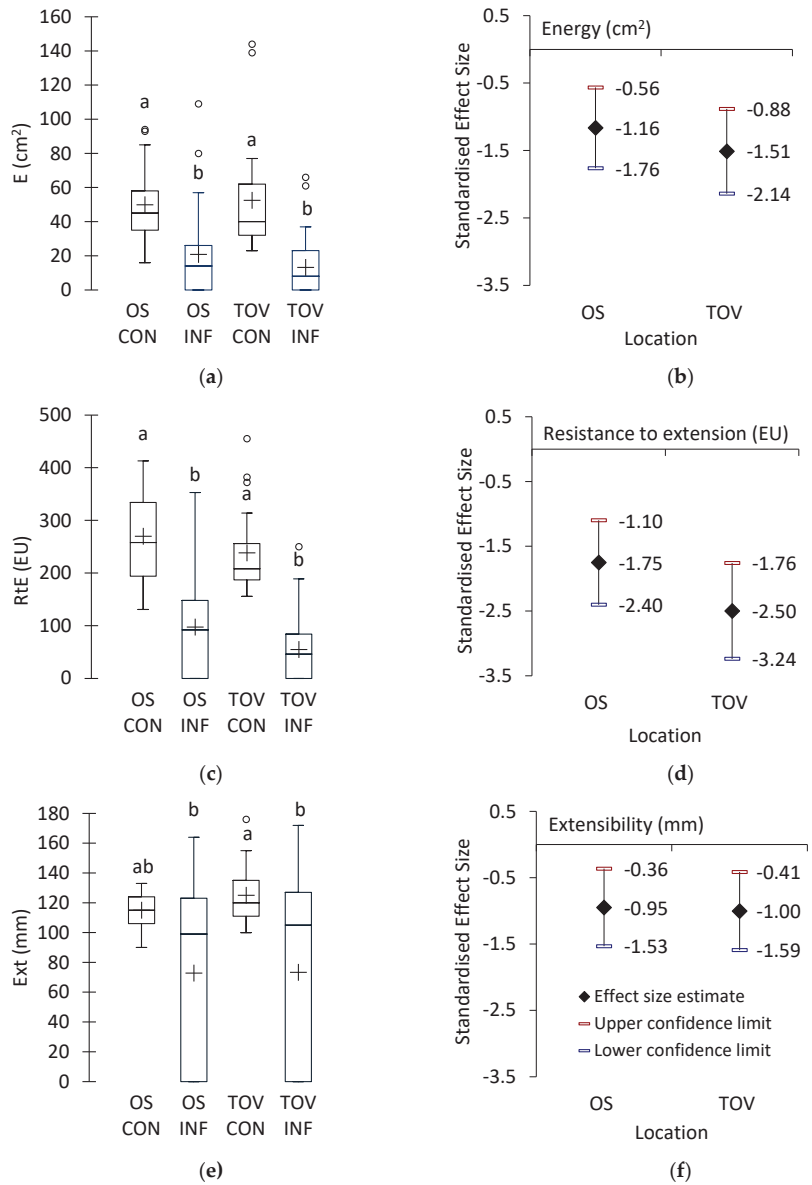 160
140
120
100
80
60
40
20
0
E (cm²)
a
b
a
b
OS CON
OS INF
TOV CON
TOV INF
(a)
0.5
-0.5
-1.5
-2.5
-3.5
Standardised Effect Size
Energy (cm²)
-0.56
-1.16
-1.76
-0.88
-1.51
-2.14
OS
TOV
Location
(b)
500
400
300
200
100
0
RtE (EU)
a
b
a
b
OS CON
OS INF
TOV CON
TOV INF
(c)
0.5
-0.5
-1.5
-2.5
-3.5
Standardised Effect Size
Resistance to extension (EU)
-1.10
-1.75
-2.40
-1.76
-2.50
-3.24
OS
TOV
Location
(d)
180
160
140
120
100
80
60
40
20
0
Ext (mm)
ab
b
a
b
OS CON
OS INF
TOV CON
TOV INF
(e)
0.5
-0.5
-1.5
-2.5
-3.5
Standardised Effect Size
Extensibility (mm)
-0.36
-0.95
-1.53
-0.41
-1.00
-1.59
Effect size estimate
Upper confidence limit
Lower confidence limit
OS
TOV
Location
(f)